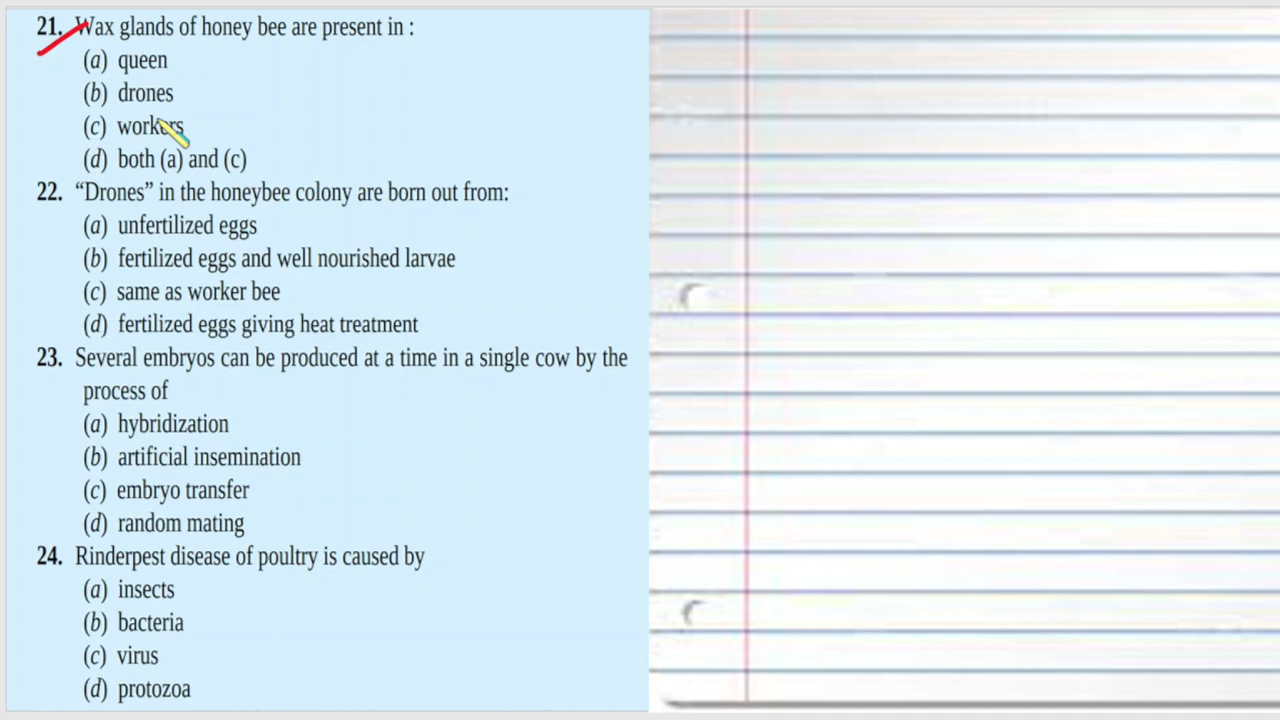 21. Wax glands of honey bee are present in :
(a) queen
(b) drones
(c) workers
(d) both (a) and (c)
22. “Drones” in the honeybee colony are born out from:
(a) unfertilized eggs
(b) fertilized eggs and well nourished larvae
(c) same as worker bee
(d) fertilized eggs giving heat treatment
23. Several embryos can be produced at a time in a single cow by the
process of
(a) hybridization
(b) artificial insemination
(c) embryo transfer
(d) random mating
24. Rinderpest disease of poultry is caused by
(a) insects
(b) bacteria
(c) virus
(d) protozoa